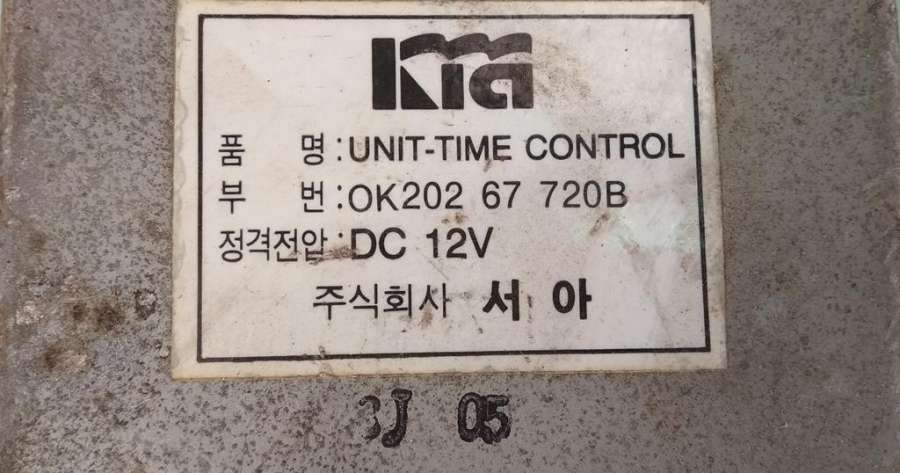 KIA
품 명 : UNIT-TIME CONTROL
부 번 : OK202 67 720B
정격전압 : DC 12V
주식회사 서 아
3J 05